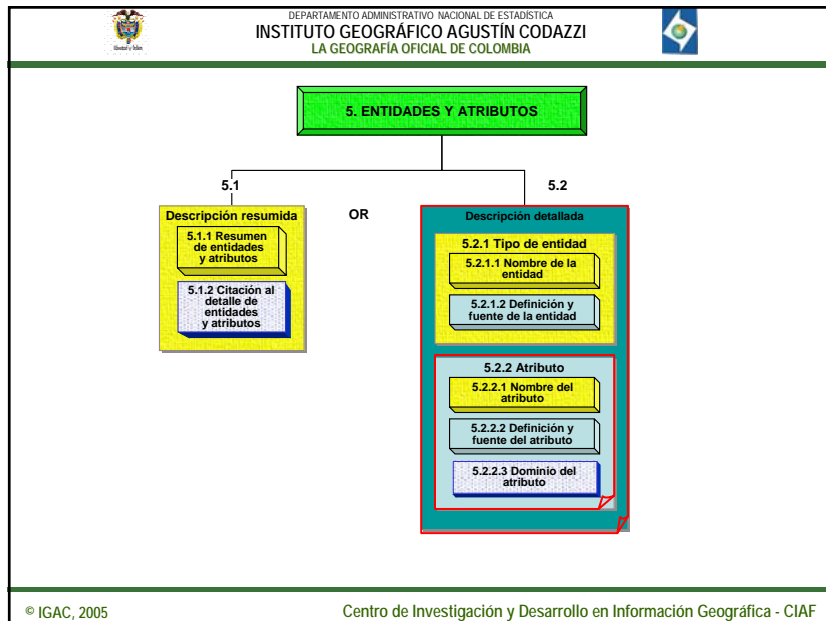 DEPARTAMENTO ADMINISTRATIVO NACIONAL DE ESTADÍSTICA
INSTITUTO GEOGRÁFICO AGUSTÍN CODAZZI
LA GEOGRAFÍA OFICIAL DE COLOMBIA
Libertad y Orden
5. ENTIDADES Y ATRIBUTOS
5.1
Descripción resumida
5.1.1 Resumen
de entidades
y atributos
5.1.2 Citación al
detalle de
entidades
y atributos
OR
5.2
Descripción detallada
5.2.1 Tipo de entidad
5.2.1.1 Nombre de la
entidad
5.2.1.2 Definición y
fuente de la entidad
5.2.2 Atributo
5.2.2.1 Nombre del
atributo
5.2.2.2 Definición y
fuente del atributo
5.2.2.3 Dominio del
atributo
© IGAC, 2005
Centro de Investigación y Desarrollo en Información Geográfica - CIAF